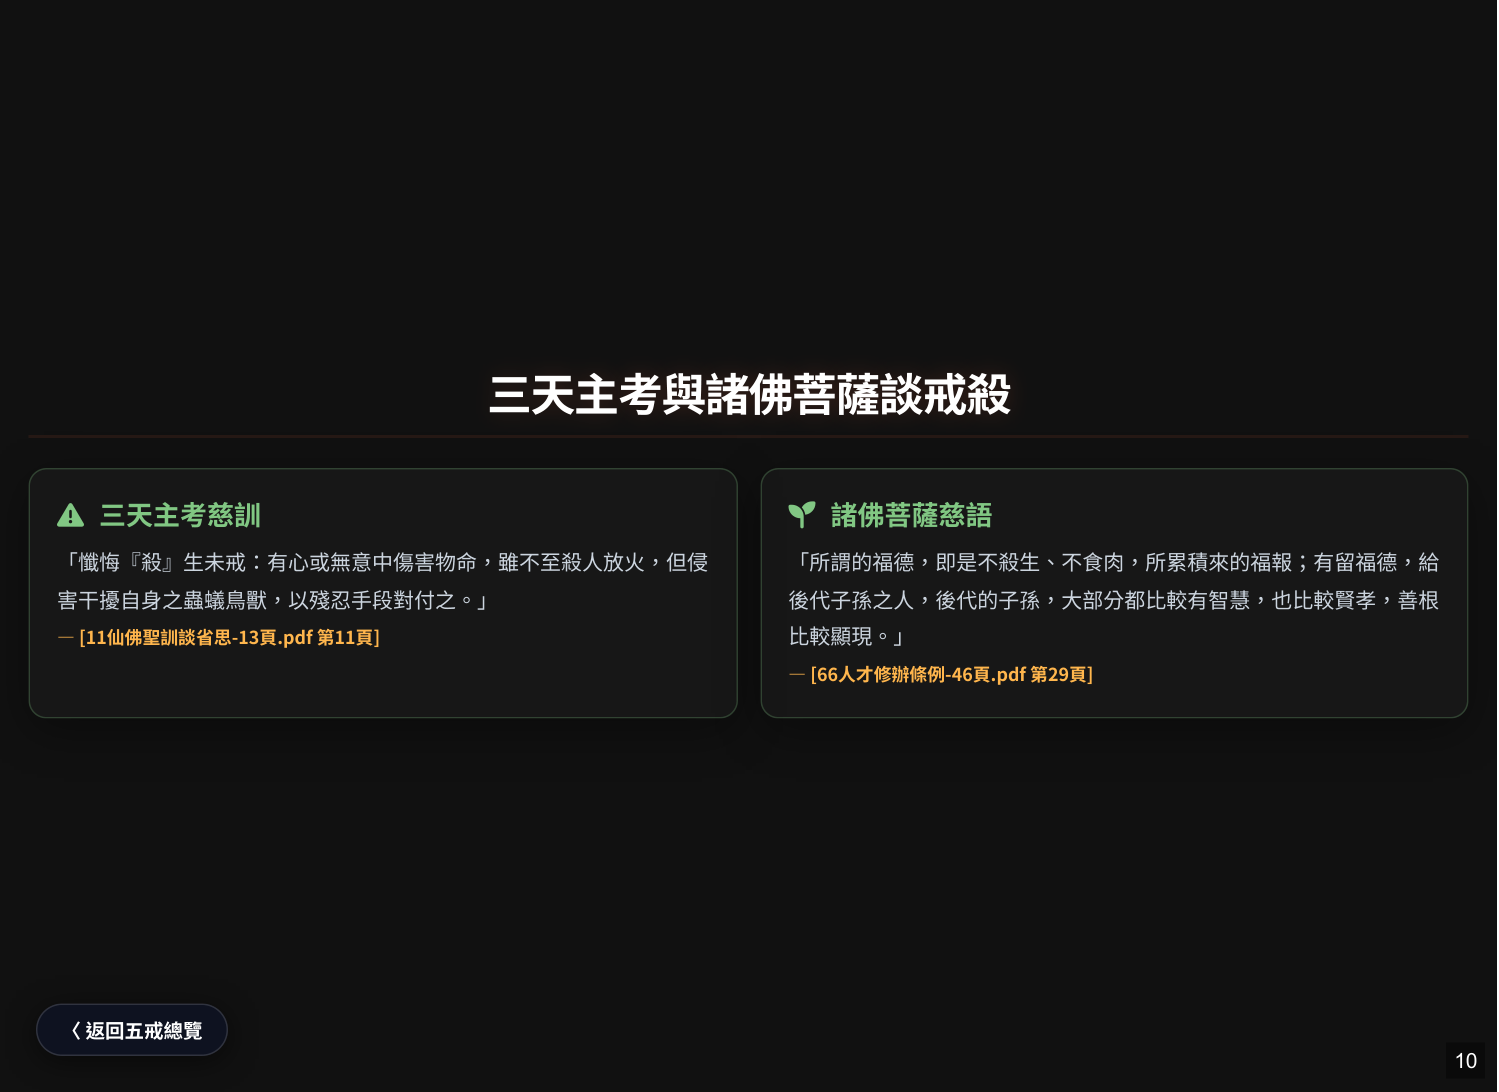 三天主考與諸佛菩薩談戒殺
三天主考慈訓
「懺悔『殺』生未戒：有心或無意中傷害物命，雖不至殺人放火，但侵
害干擾自身之蟲蟻鳥獸，以殘忍手段對付之。」
— [11仙佛聖訓談省思-13頁.pdf 第11頁]
諸佛菩薩慈語
「所謂的福德，即是不殺生、不食肉，所累積來的福報；有留福德，給
後代子孫之人，後代的子孫，大部分都比較有智慧，也比較賢孝，善根
比較顯現。」
— [66人才修辦條例-46頁.pdf 第29頁]
〈 返回五戒總覽
10